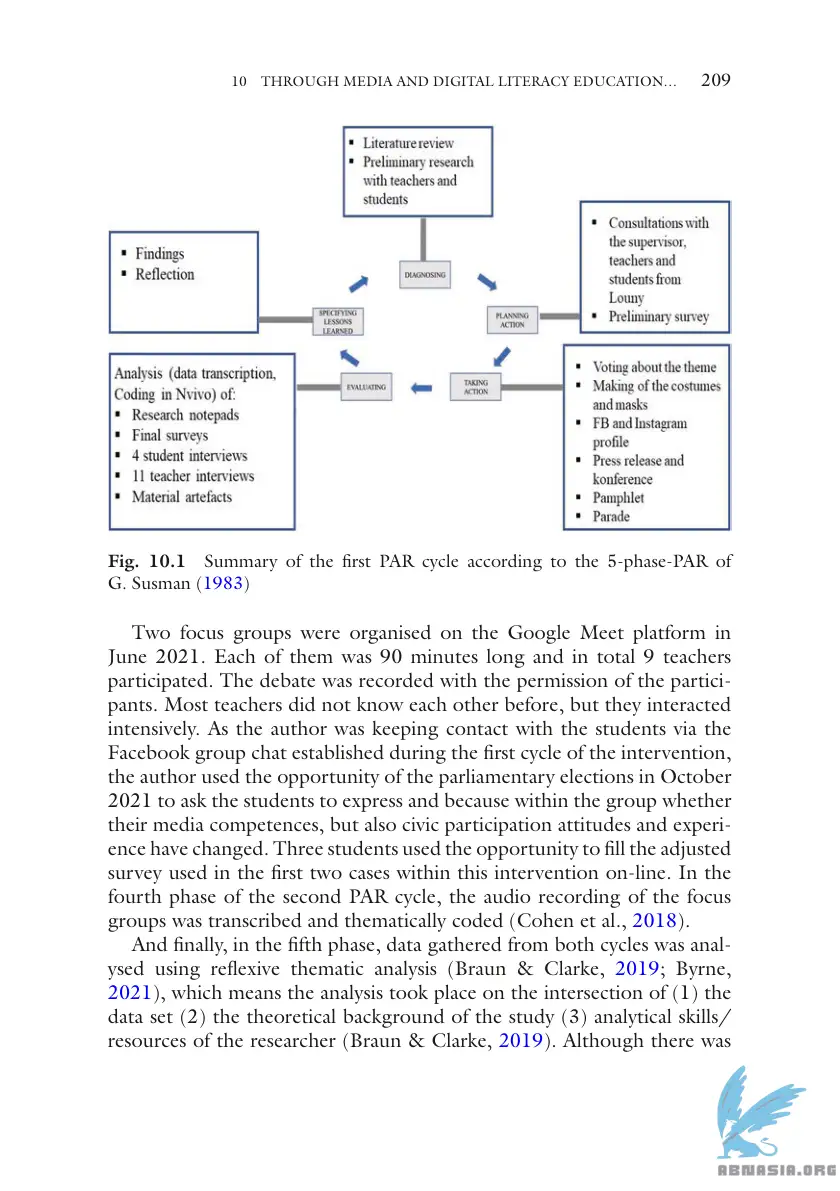 10 THROUGH MEDIA AND DIGITAL LITERACY EDUCATION… 209
▪ Literature review
▪ Preliminary research
with teachers and
students
▪ Findings
▪ Reflection
▪ Consultations with
the supervisor,
teachers and
students from
Louny
▪ Preliminary survey
DIAGNOSING
SPECIFYING
LESSONS
LEARNED
PLANNING
ACTION
EVALUATING
TAKING
ACTION
Analysis (data transcription,
Coding in Nvivo) of:
▪ Research notepads
▪ Final surveys
▪ 4 student interviews
▪ 11 teacher interviews
▪ Material artefacts
▪ Voting about the theme
▪ Making of the costumes
and masks
▪ FB and Instagram
profile
▪ Press release and
konference
▪ Pamphlet
▪ Parade
Fig. 10.1 Summary of the first PAR cycle according to the 5-phase-PAR of
G. Susman (1983)
Two focus groups were organised on the Google Meet platform in
June 2021. Each of them was 90 minutes long and in total 9 teachers
participated. The debate was recorded with the permission of the partici-
pants. Most teachers did not know each other before, but they interacted
intensively. As the author was keeping contact with the students via the
Facebook group chat established during the first cycle of the intervention,
the author used the opportunity of the parliamentary elections in October
2021 to ask the students to express and because within the group whether
their media competences, but also civic participation attitudes and experi-
ence have changed. Three students used the opportunity to fill the adjusted
survey used in the first two cases within this intervention on-line. In the
fourth phase of the second PAR cycle, the audio recording of the focus
groups was transcribed and thematically coded (Cohen et al., 2018).
And finally, in the fifth phase, data gathered from both cycles was anal-
ysed using reflexive thematic analysis (Braun & Clarke, 2019; Byrne,
2021), which means the analysis took place on the intersection of (1) the
data set (2) the theoretical background of the study (3) analytical skills/
resources of the researcher (Braun & Clarke, 2019). Although there was
ABNASIA.ORG